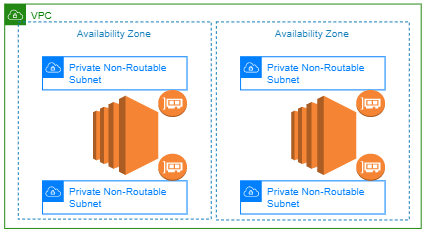 VPC
Availability Zone
Private Non-Routable
Subnet
Private Non-Routable
Subnet
Availability Zone
Private Non-Routable
Subnet
Private Non-Routable
Subnet